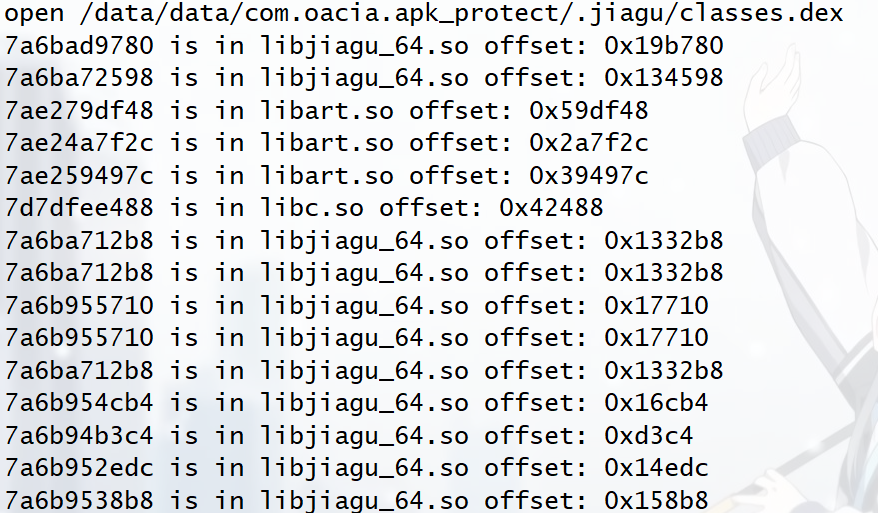 open /data/data/com.oacia.apk_protect/.jiagu/classes.dex
7a6bad9780 is in libjiagu_64.so offset: 0x19b780
7a6ba72598 is in libjiagu_64.so offset: 0x134598
7ae279df48 is in libart.so offset: 0x59df48
7ae24a7f2c is in libart.so offset: 0x2a7f2c
7ae259497c is in libart.so offset: 0x39497c
7d7dfee488 is in libc.so offset: 0x42488
7a6ba712b8 is in libjiagu_64.so offset: 0x1332b8
7a6ba712b8 is in libjiagu_64.so offset: 0x1332b8
7a6b955710 is in libjiagu_64.so offset: 0x17710
7a6b955710 is in libjiagu_64.so offset: 0x17710
7a6ba712b8 is in libjiagu_64.so offset: 0x1332b8
7a6b954cb4 is in libjiagu_64.so offset: 0x16cb4
7a6b94b3c4 is in libjiagu_64.so offset: 0xd3c4
7a6b952edc is in libjiagu_64.so offset: 0x14edc
7a6b9538b8 is in libjiagu_64.so offset: 0x158b8